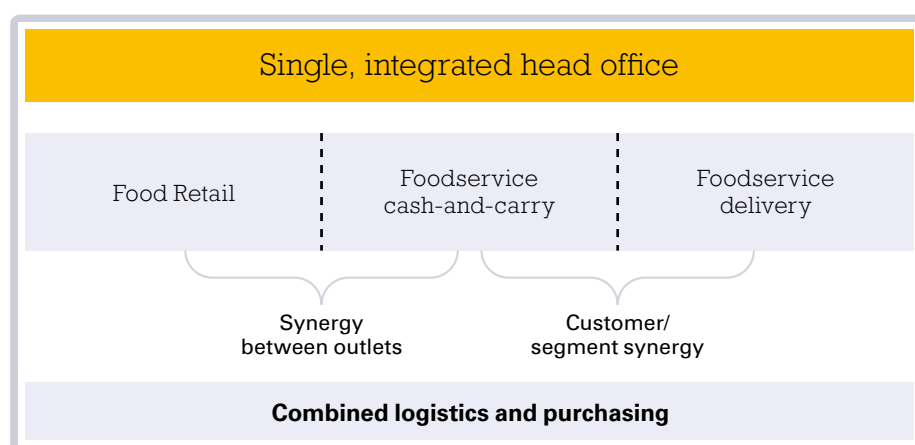 Single, integrated head office
Food Retail
Foodservice
cash-and-carry
Foodservice
delivery
Synergy
between outlets
Customer/
segment synergy
Combined logistics and purchasing